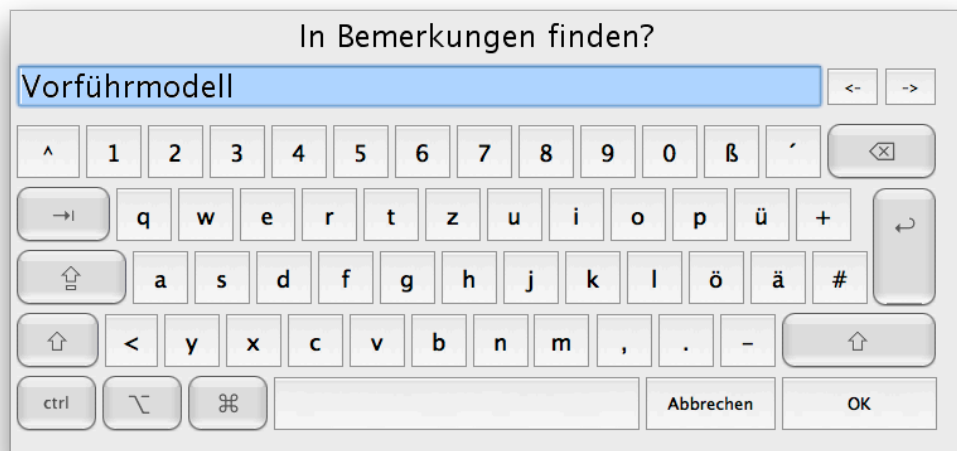 In Bemerkungen finden?
Vorführmodell <- ->
^ 1 2 3 4 5 6 7 8 9 0 ß ´
q w e r t z u i o p ü +
a s d f g h j k l ö ä #
< y x c v b n m , . -
ctrl ⌥ ⌘ Abbrechen OK